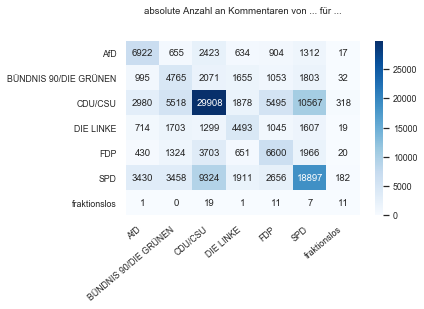 absolute Anzahl an Kommentaren von ... für ...
AfD 6922 655 2423 634 904 1312 17
BÜNDNIS 90/DIE GRÜNEN 995 4765 2071 1655 1053 1803 32
CDU/CSU 2980 5518 29908 1878 5495 10567 318
DIE LINKE 714 1703 1299 4493 1045 1607 19
FDP 430 1324 3703 651 6600 1966 20
SPD 3430 3458 9324 1911 2656 18897 182
fraktionslos 1 0 19 1 11 7 11
AfD
BÜNDNIS 90/DIE GRÜNEN
CDU/CSU
DIE LINKE
FDP
SPD
fraktionslos
25000
20000
15000
10000
5000
0